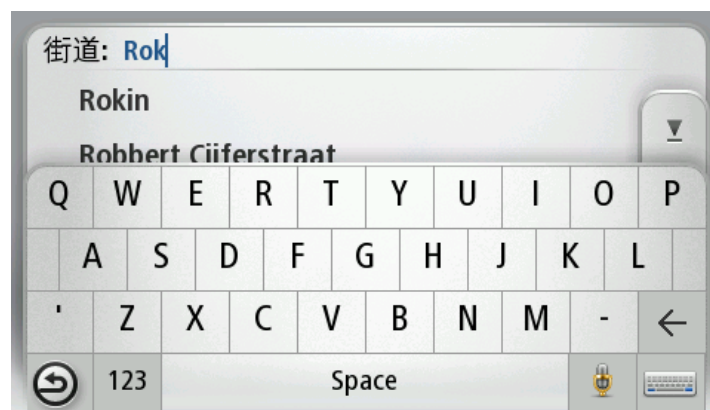 街道: Rok
Rokin
Robbert Cijferstraat
Q W E R T Y U I O P
A S D F G H J K L
' Z X C V B N M -
123 Space